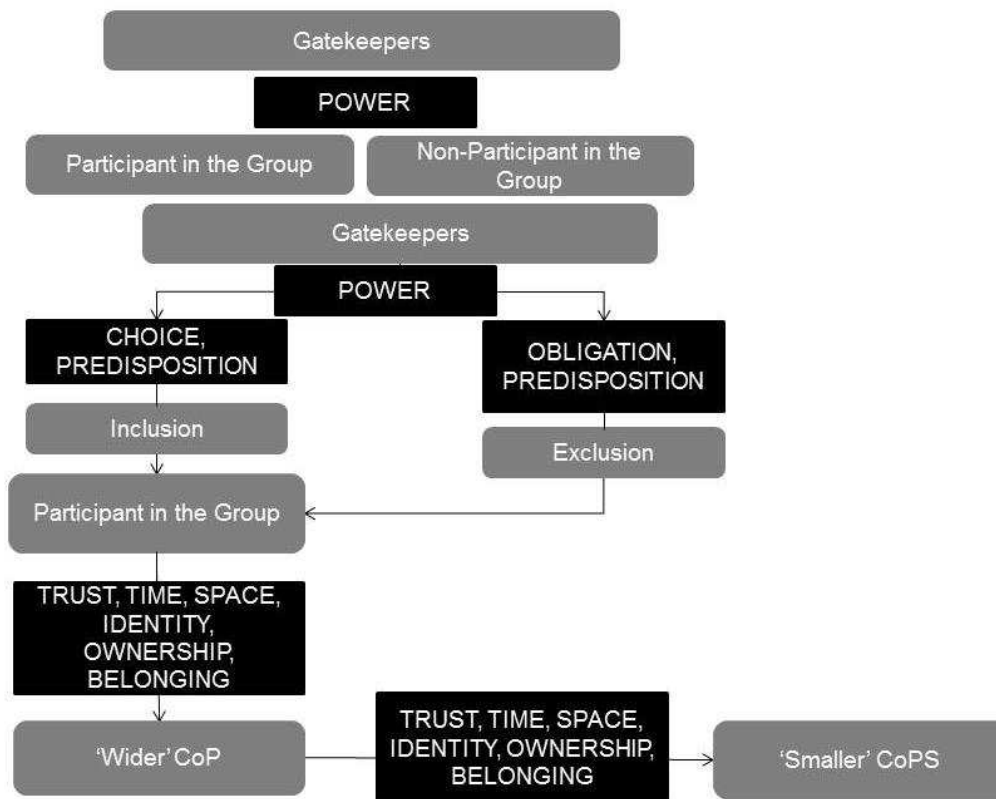 Gatekeepers
POWER
Participant in the Group
Non-Participant in the
Group
Gatekeepers
POWER
CHOICE,
PREDISPOSITION
OBLIGATION,
PREDISPOSITION
Inclusion
Exclusion
Participant in the Group
TRUST, TIME, SPACE,
IDENTITY,
OWNERSHIP,
BELONGING
‘Wider’ CoP
TRUST, TIME, SPACE,
IDENTITY, OWNERSHIP,
BELONGING
‘Smaller’ CoPS